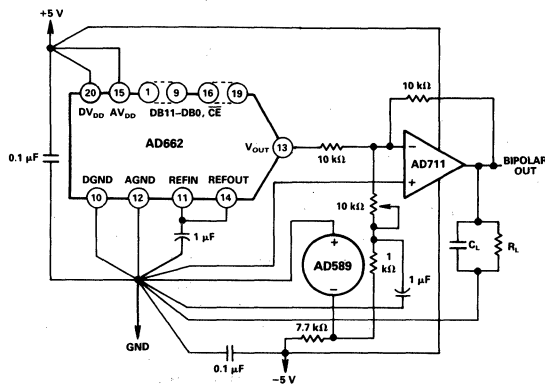 +5 V
20
15
1
9
16
19
DVDD
AVDD
DB11–DB0, CE
10 kΩ
AD662
VOUT
13
10 kΩ
–
+
AD711
BIPOLAR
OUT
0.1 µF
DGND
AGND
REFIN
REFOUT
10
12
11
14
1 µF
10 kΩ
+
AD589
–
1
kΩ
1 µF
CL
RL
7.7 kΩ
GND
0.1 µF
–5 V